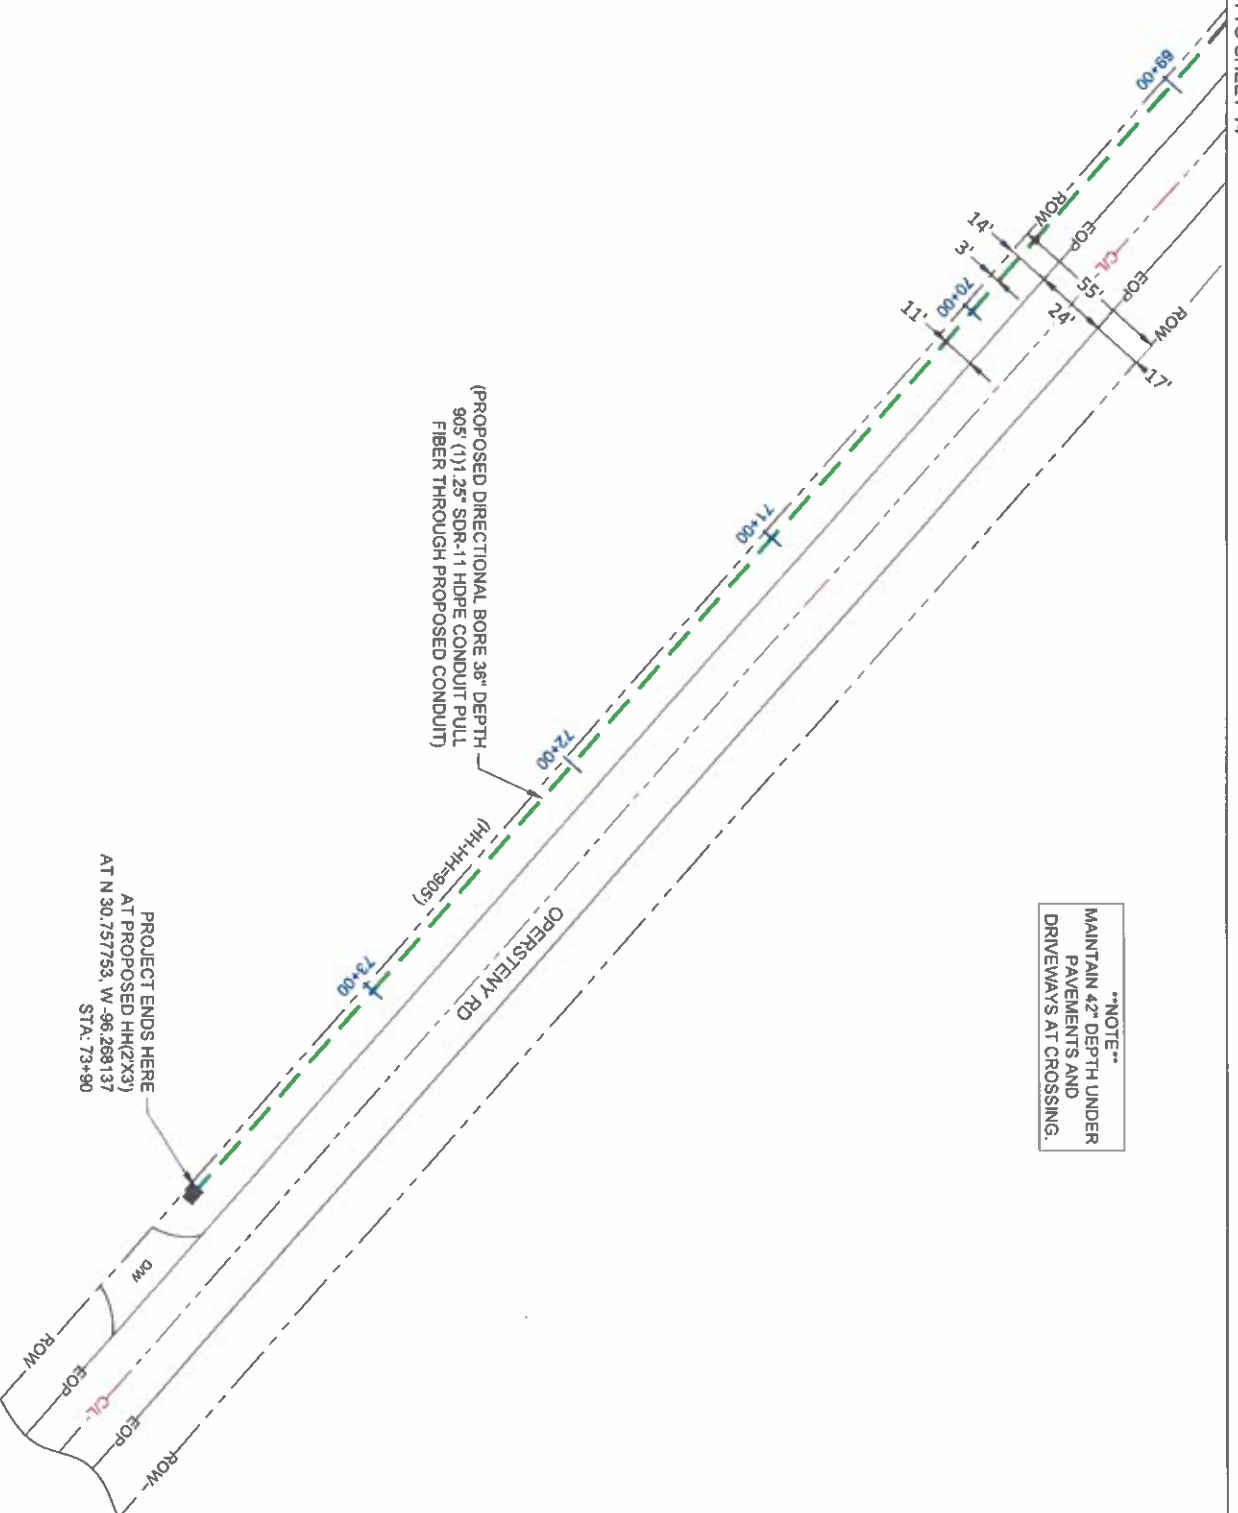 69+00
ROW
EOP
C/L
EOP
ROW
14'
3'
55'
24'
17'
70+00
11'
71+00
**NOTE**
MAINTAIN 42" DEPTH UNDER
PAVEMENTS AND
DRIVEWAYS AT CROSSING.
(PROPOSED DIRECTIONAL BORE 36" DEPTH
905' (1)1.25" SDR-11 HDPE CONDUIT PULL
FIBER THROUGH PROPOSED CONDUIT)
72+00
(HH-HH=905')
OPERSTENY RD
73+00
PROJECT ENDS HERE
AT PROPOSED HH(2'X3')
AT N 30.757753, W -96.268137
STA: 73+90
DW
ROW
EOP
C/L
EOP
ROW